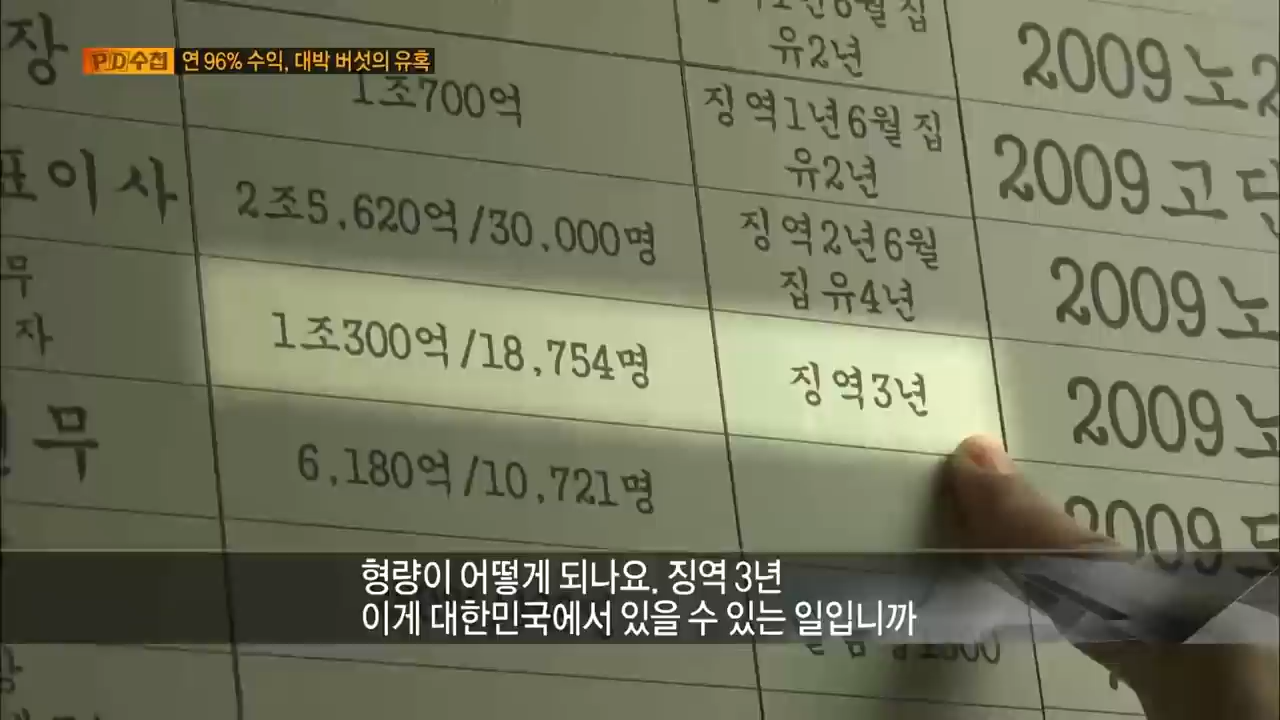 PD수첩 연 96% 수익, 대박 버섯의 유혹
장
유2년
2009노2
1조700억
징역1년6월 집
유2년
2009고단
표이사
2조5,620억/30,000명
징역2년6월
집유4년
2009노
무
자
1조300억/18,754명
징역3년
2009노
무
6,180억/10,721명
2009
형량이 어떻게 되나요. 징역 3년
이게 대한민국에서 있을 수 있는 일입니까